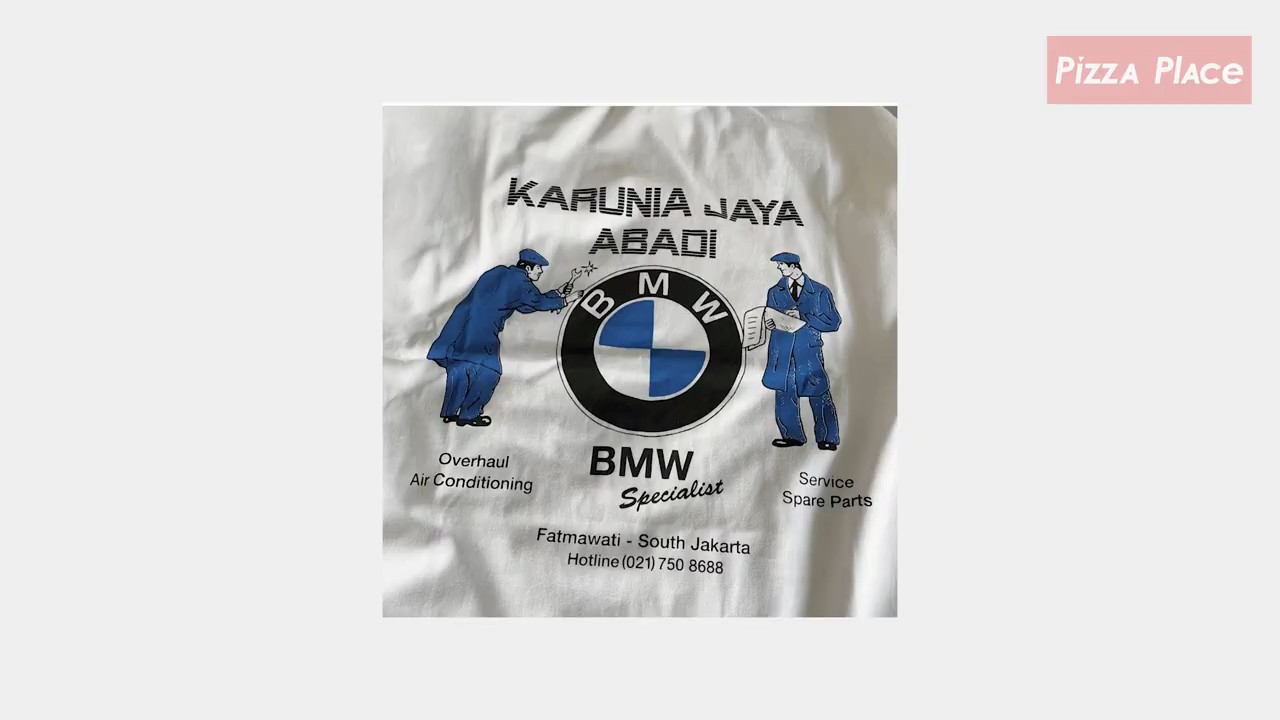 Pizza Place
KARUNIA JAYA
ABADI
BMW
BMW
Specialist
Overhaul
Air Conditioning
Service
Spare Parts
Fatmawati - South Jakarta
Hotline (021) 750 8688